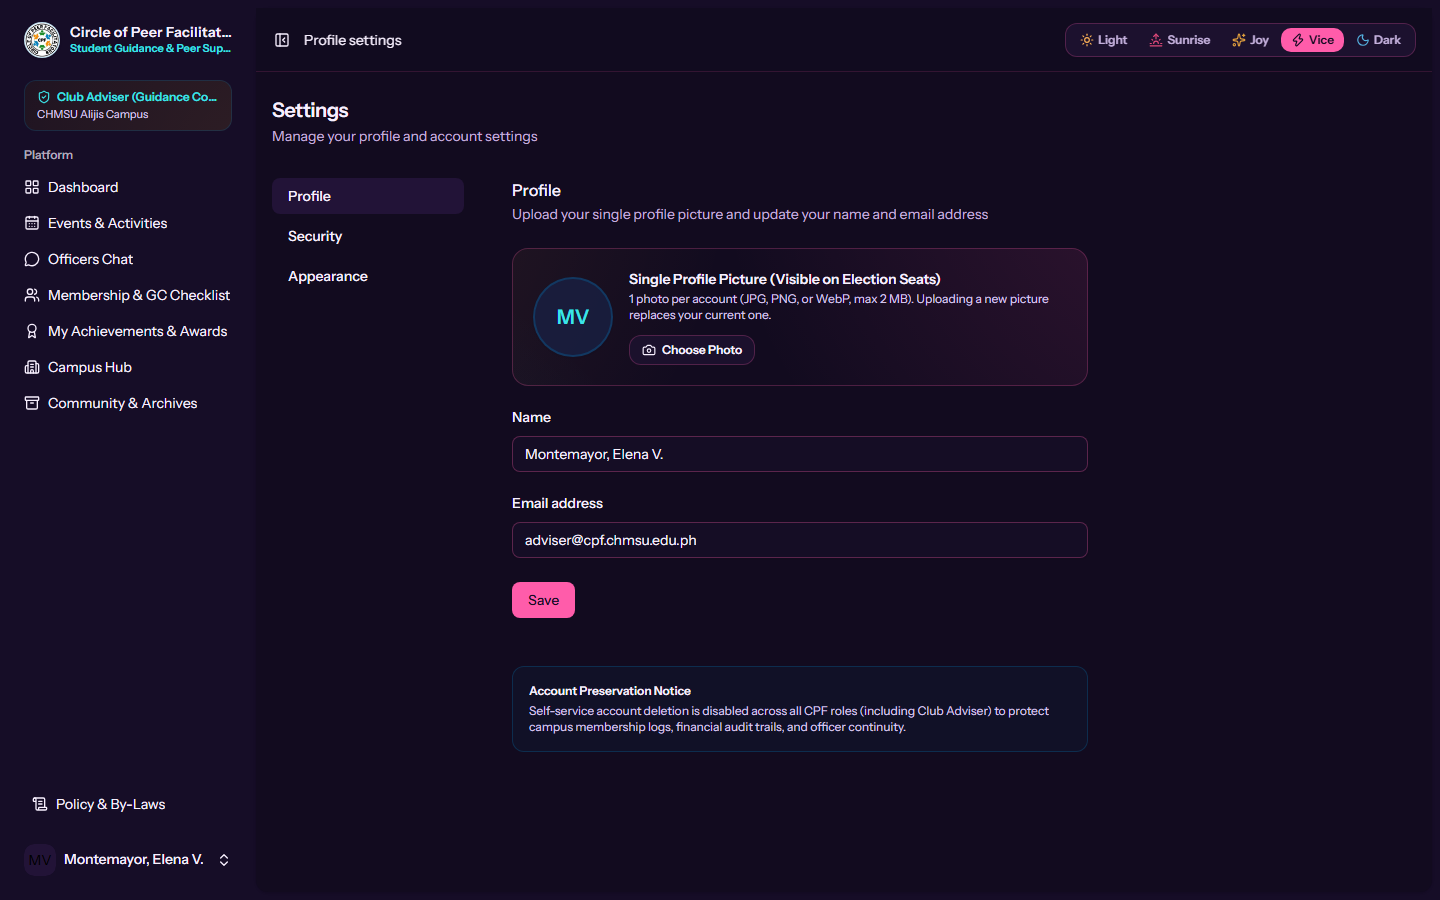 Circle of Peer Facilitat...
Student Guidance & Peer Sup...
Club Adviser (Guidance Co...
CHMSU Alijis Campus
Platform
Dashboard
Events & Activities
Officers Chat
Membership & GC Checklist
My Achievements & Awards
Campus Hub
Community & Archives
Policy & By-Laws
MV
Montemayor, Elena V.
Profile settings
Light
Sunrise
Joy
Vice
Dark
Settings
Manage your profile and account settings
Profile
Security
Appearance
Profile
Upload your single profile picture and update your name and email address
MV
Single Profile Picture (Visible on Election Seats)
1 photo per account (JPG, PNG, or WebP, max 2 MB). Uploading a new picture
replaces your current one.
Choose Photo
Name
Montemayor, Elena V.
Email address
adviser@cpf.chmsu.edu.ph
Save
Account Preservation Notice
Self-service account deletion is disabled across all CPF roles (including Club Adviser) to protect
campus membership logs, financial audit trails, and officer continuity.